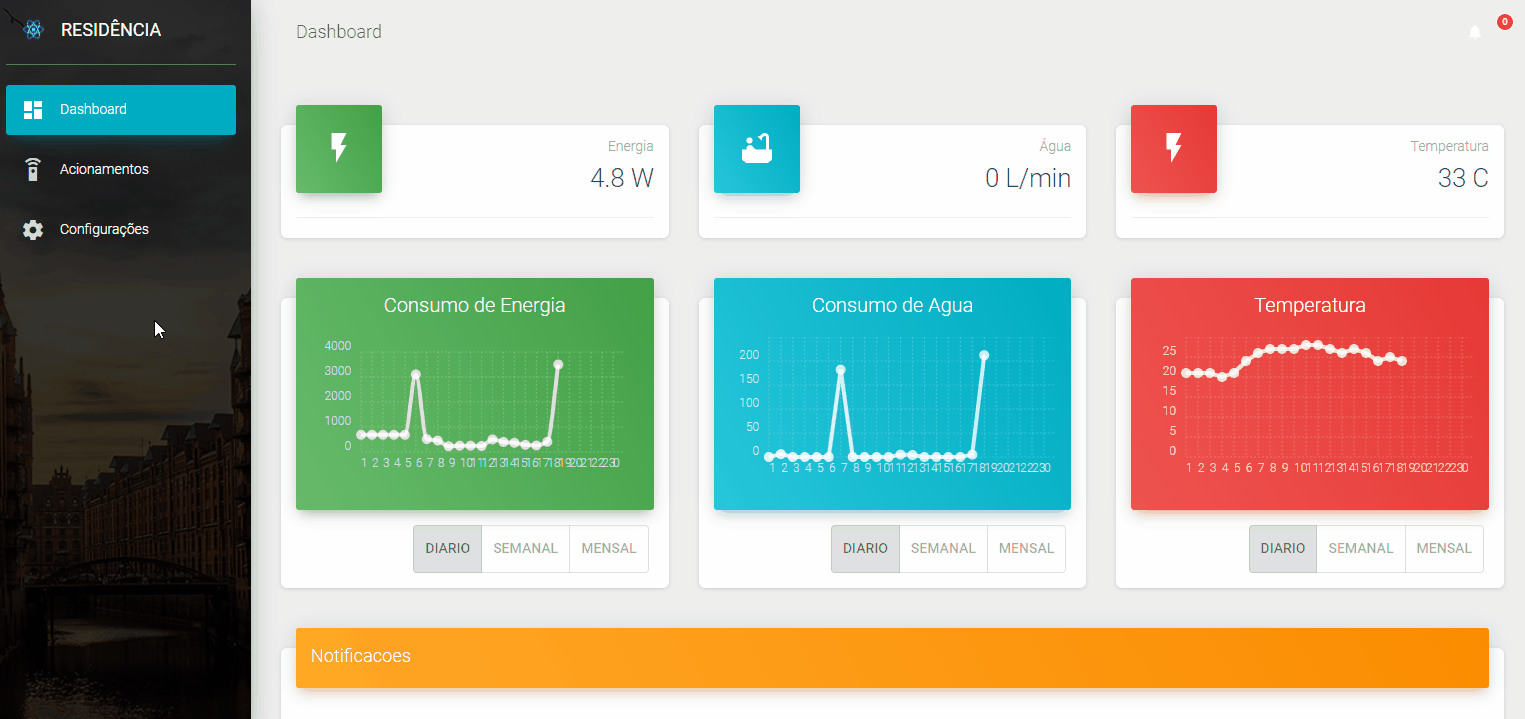 RESIDÊNCIA
Dashboard
0
Dashboard
Acionamentos
Configurações
Energia
4.8 W
Água
0 L/min
Temperatura
33 C
Consumo de Energia
4000
3000
2000
1000
0
1 2 3 4 5 6 7 8 9 10 11 12 13 14 15 16 17 18 19 20 21 22 23 0
DIARIO SEMANAL MENSAL
Consumo de Agua
200
150
100
50
0
1 2 3 4 5 6 7 8 9 10 11 12 13 14 15 16 17 18 19 20 21 22 23 0
DIARIO SEMANAL MENSAL
Temperatura
25
20
15
10
5
0
1 2 3 4 5 6 7 8 9 10 11 12 13 14 15 16 17 18 19 20 21 22 23 0
DIARIO SEMANAL MENSAL
Notificacoes